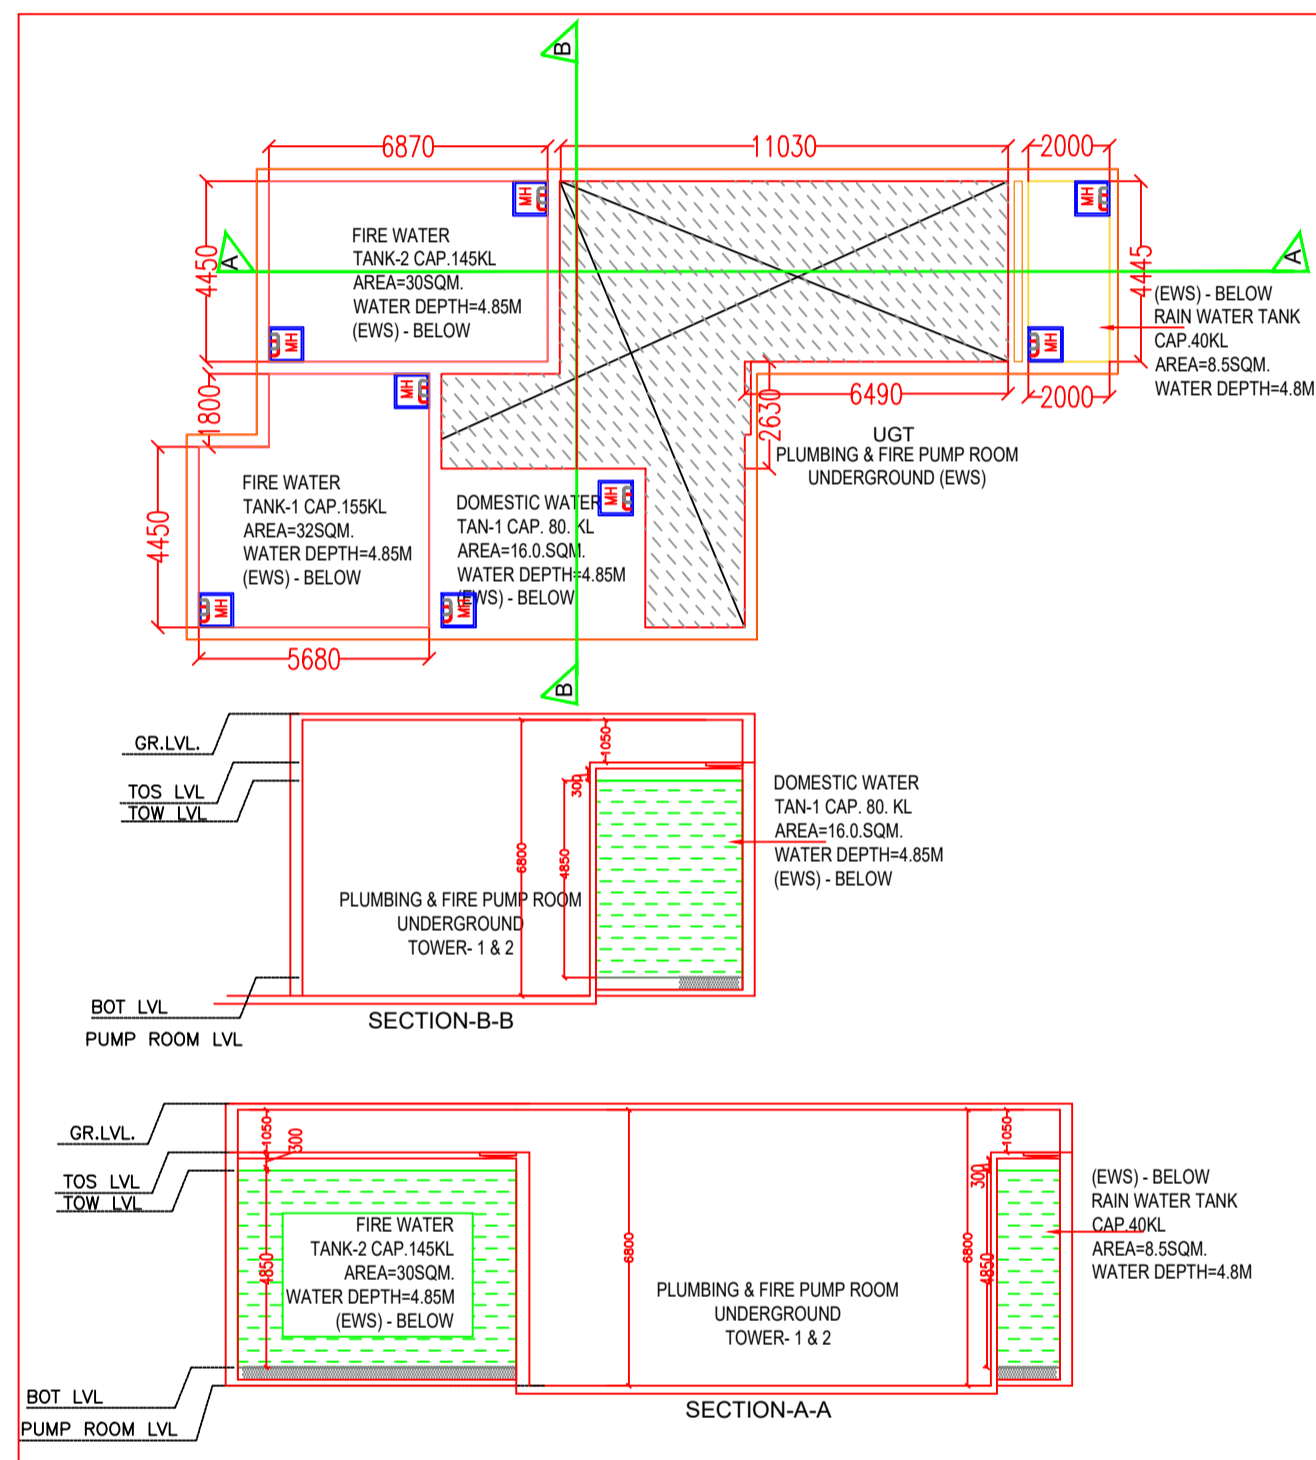 B
6870
11030
2000
MH
MH
4450
A
FIRE WATER
TANK-2 CAP.145KL
AREA=30SQM.
WATER DEPTH=4.85M
(EWS) - BELOW
4445
A
(EWS) - BELOW
RAIN WATER TANK
CAP.40KL
AREA=8.5SQM.
WATER DEPTH=4.8M
MH
MH
1800
MH
6490
2000
2630
UGT
PLUMBING & FIRE PUMP ROOM
UNDERGROUND (EWS)
4450
FIRE WATER
TANK-1 CAP.155KL
AREA=32SQM.
WATER DEPTH=4.85M
(EWS) - BELOW
DOMESTIC WATER
TAN-1 CAP. 80. KL
AREA=16.0.SQM.
WATER DEPTH=4.85M
(EWS) - BELOW
MH
MH
MH
5680
B
GR.LVL.
TOS LVL
TOW LVL
1050
300
6800
4850
DOMESTIC WATER
TAN-1 CAP. 80. KL
AREA=16.0.SQM.
WATER DEPTH=4.85M
(EWS) - BELOW
PLUMBING & FIRE PUMP ROOM
UNDERGROUND
TOWER- 1 & 2
BOT LVL
PUMP ROOM LVL
SECTION-B-B
GR.LVL.
TOS LVL
TOW LVL
1050
300
4850
FIRE WATER
TANK-2 CAP.145KL
AREA=30SQM.
WATER DEPTH=4.85M
(EWS) - BELOW
6800
PLUMBING & FIRE PUMP ROOM
UNDERGROUND
TOWER- 1 & 2
6800
1050
300
4850
(EWS) - BELOW
RAIN WATER TANK
CAP.40KL
AREA=8.5SQM.
WATER DEPTH=4.8M
BOT LVL
PUMP ROOM LVL
SECTION-A-A